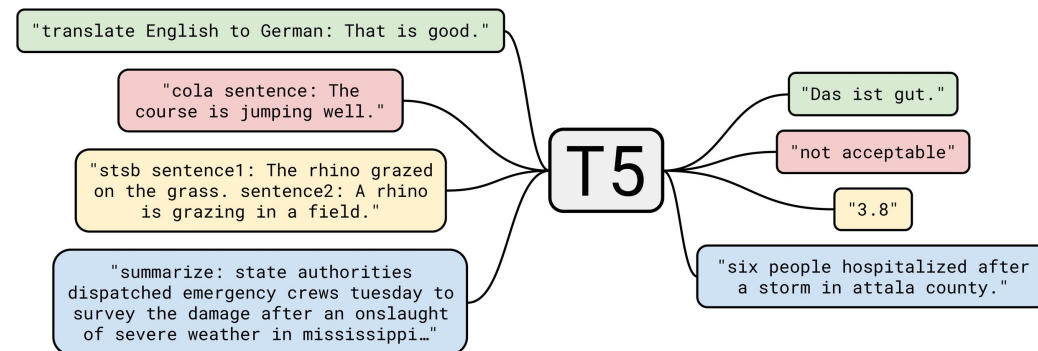 "translate English to German: That is good."
"cola sentence: The
course is jumping well."
"stsb sentence1: The rhino grazed
on the grass. sentence2: A rhino
is grazing in a field."
"summarize: state authorities
dispatched emergency crews tuesday to
survey the damage after an onslaught
of severe weather in mississippi…"
T5
"Das ist gut."
"not acceptable"
"3.8"
"six people hospitalized after
a storm in attala county."